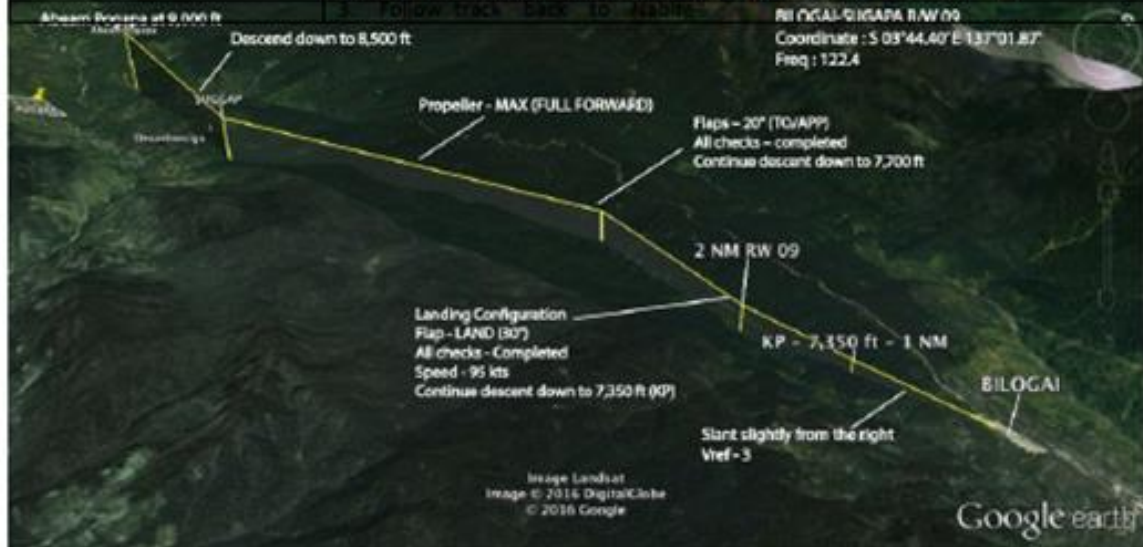 3. Follow track back to Nabire
Abeam Pogapa at 9,000 ft
BILOGAI-SUGAPA R/W 09
Coordinate : S 03°44.40' E 137°01.87'
Freq : 122.4
Descend down to 8,500 ft
Propeller - MAX (FULL FORWARD)
Flaps – 20° (TO/APP)
All checks – completed
Continue descent down to 7,700 ft
2 NM RW 09
Landing Configuration
Flap - LAND (30°)
All checks - Completed
Speed - 95 kts
Continue descent down to 7,350 ft (KP)
KP - 7,350 ft - 1 NM
BILOGAI
Slant slightly from the right
Vref - 3
Image Landsat
Image © 2016 DigitalGlobe
© 2016 Google
Google earth